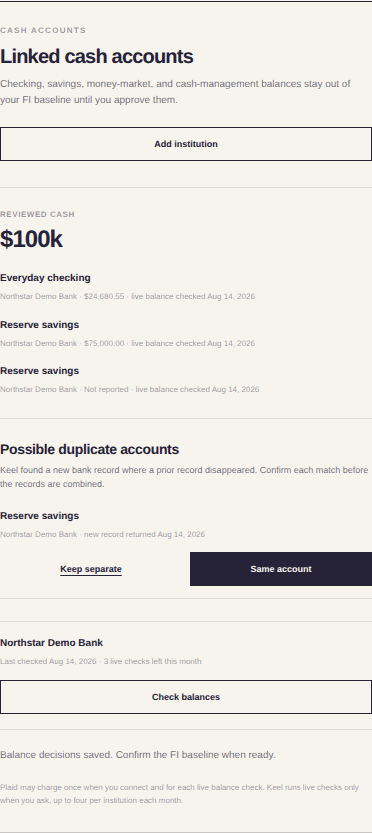 CASH ACCOUNTS
Linked cash accounts
Checking, savings, money-market, and cash-management balances stay out of
your FI baseline until you approve them.
Add institution
REVIEWED CASH
$100k
Everyday checking
Northstar Demo Bank · $24,680.55 · live balance checked Aug 14, 2026
Reserve savings
Northstar Demo Bank · $75,000.00 · live balance checked Aug 14, 2026
Reserve savings
Northstar Demo Bank · Not reported · live balance checked Aug 14, 2026
Possible duplicate accounts
Keel found a new bank record where a prior record disappeared. Confirm each match before
the records are combined.
Reserve savings
Northstar Demo Bank · new record returned Aug 14, 2026
Keep separate
Same account
Northstar Demo Bank
Last checked Aug 14, 2026 · 3 live checks left this month
Check balances
Balance decisions saved. Confirm the FI baseline when ready.
Plaid may charge once when you connect and for each live balance check. Keel runs live checks only
when you ask, up to four per institution each month.